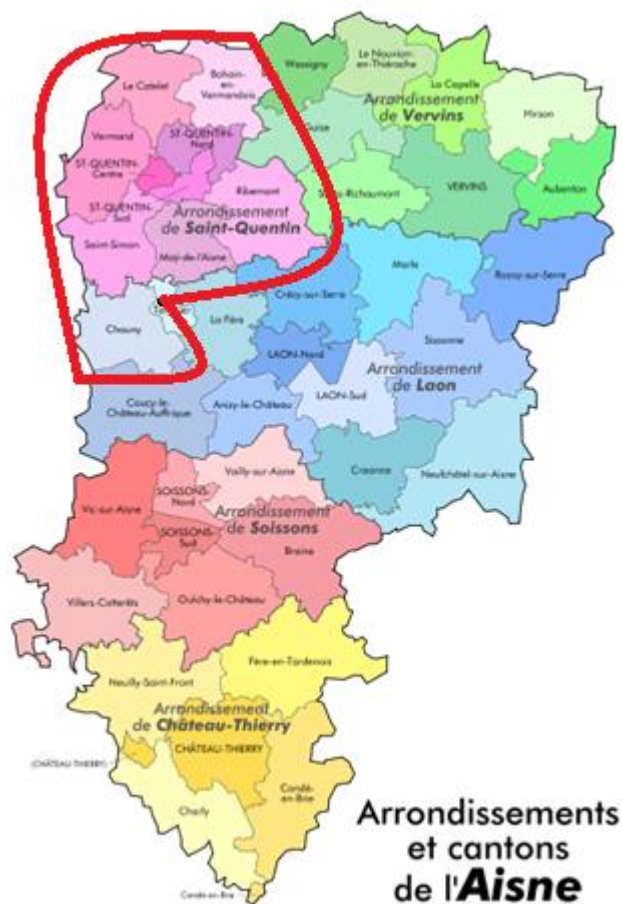 Wassigny
Le Nouvion-
en-Thiérache
Bohain-
en-
Vermandois
Le Catelet
La Capelle
Arrondissement
de Vervins
Hirson
Guise
Vermand
ST-QUENTIN-
Nord
ST-QUENTIN-
Centre
Ribemont
Sains-Richaumont
VERVINS
Aubenton
ST-QUENTIN-
Sud
Arrondissement
de Saint-Quentin
Saint-Simon
Moy-de-l'Aisne
Marle
Rozoy-sur-Serre
Crécy-sur-Serre
Chauny
La Fère
Sissonne
LAON-Nord
Arrondissement
de Laon
LAON-Sud
Coucy-le-
Château-Auffrique
Anizy-le-Château
Craonne
Neufchâtel-sur-Aisne
Vailly-sur-Aisne
SOISSONS-
Nord
Vic-sur-Aisne
Arrondissement
de Soissons
SOISSONS-
Sud
Braine
Villers-Cotterêts
Oulchy-le-Château
Fère-en-Tardenois
Neuilly-Saint-Front
Arrondissement
de Château-Thierry
CHÂTEAU-THIERRY
(CHÂTEAU-THIERRY)
Condé-
en-Brie
Charly
Condé-en-Brie
Arrondissements
et cantons
de l'Aisne